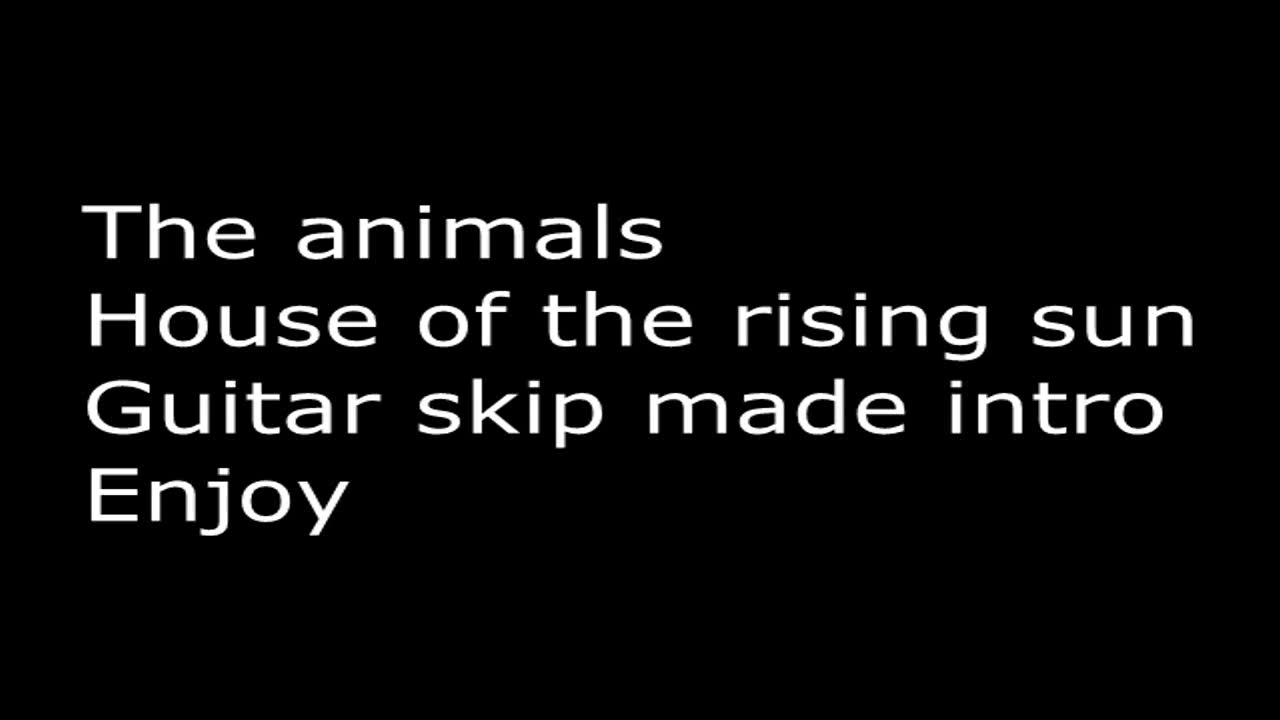 The animals
House of the rising sun
Guitar skip made intro
Enjoy